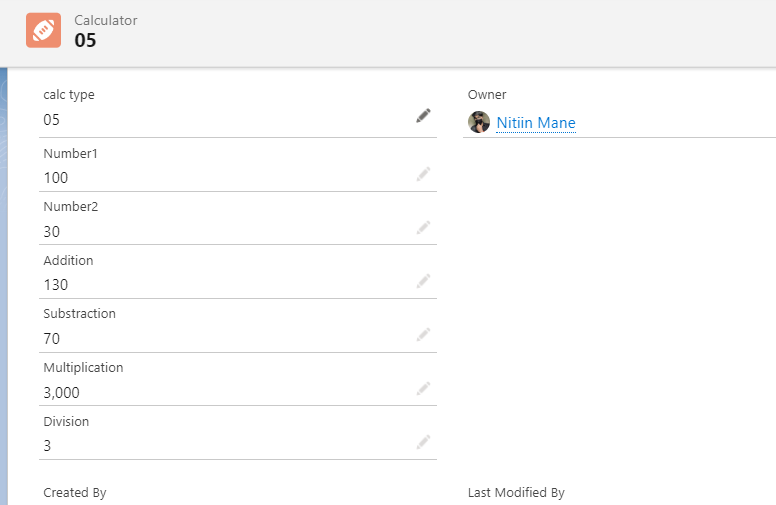 Calculator
05
calc type
05
Owner
Nitiin Mane
Number1
100
Number2
30
Addition
130
Substraction
70
Multiplication
3,000
Division
3
Created By
Last Modified By